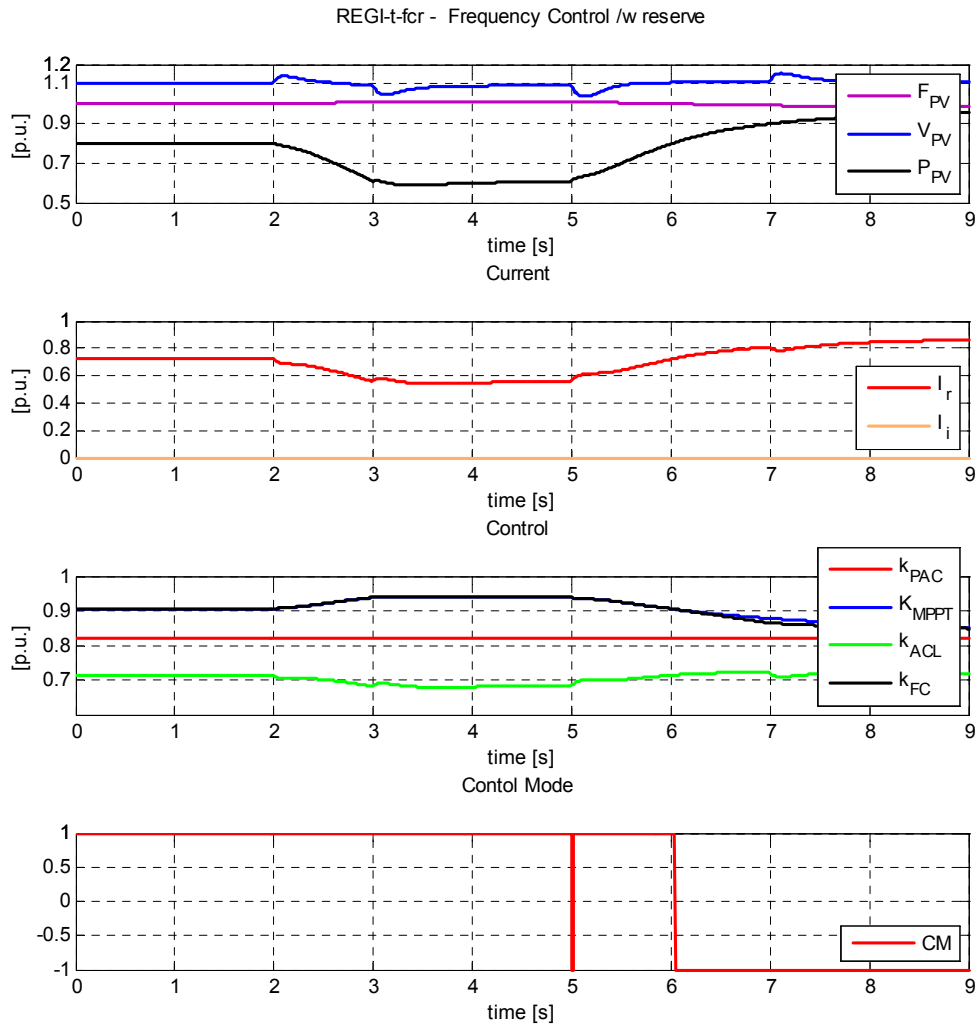 REGI-t-fcr - Frequency Control /w reserve
1.2
1.1
0.9
0.7
0.5
[p.u.]
F_PV
V_PV
P_PV
0 1 2 3 4 5 6 7 8 9
time [s]
Current
1
0.8
0.6
0.4
0.2
0
[p.u.]
I_r
I_i
0 1 2 3 4 5 6 7 8 9
time [s]
Control
1
0.9
0.8
0.7
[p.u.]
k_PAC
K_MPPT
k_ACL
k_FC
0 1 2 3 4 5 6 7 8 9
time [s]
Contol Mode
1
0.5
0
-0.5
-1
CM
0 1 2 3 4 5 6 7 8 9
time [s]